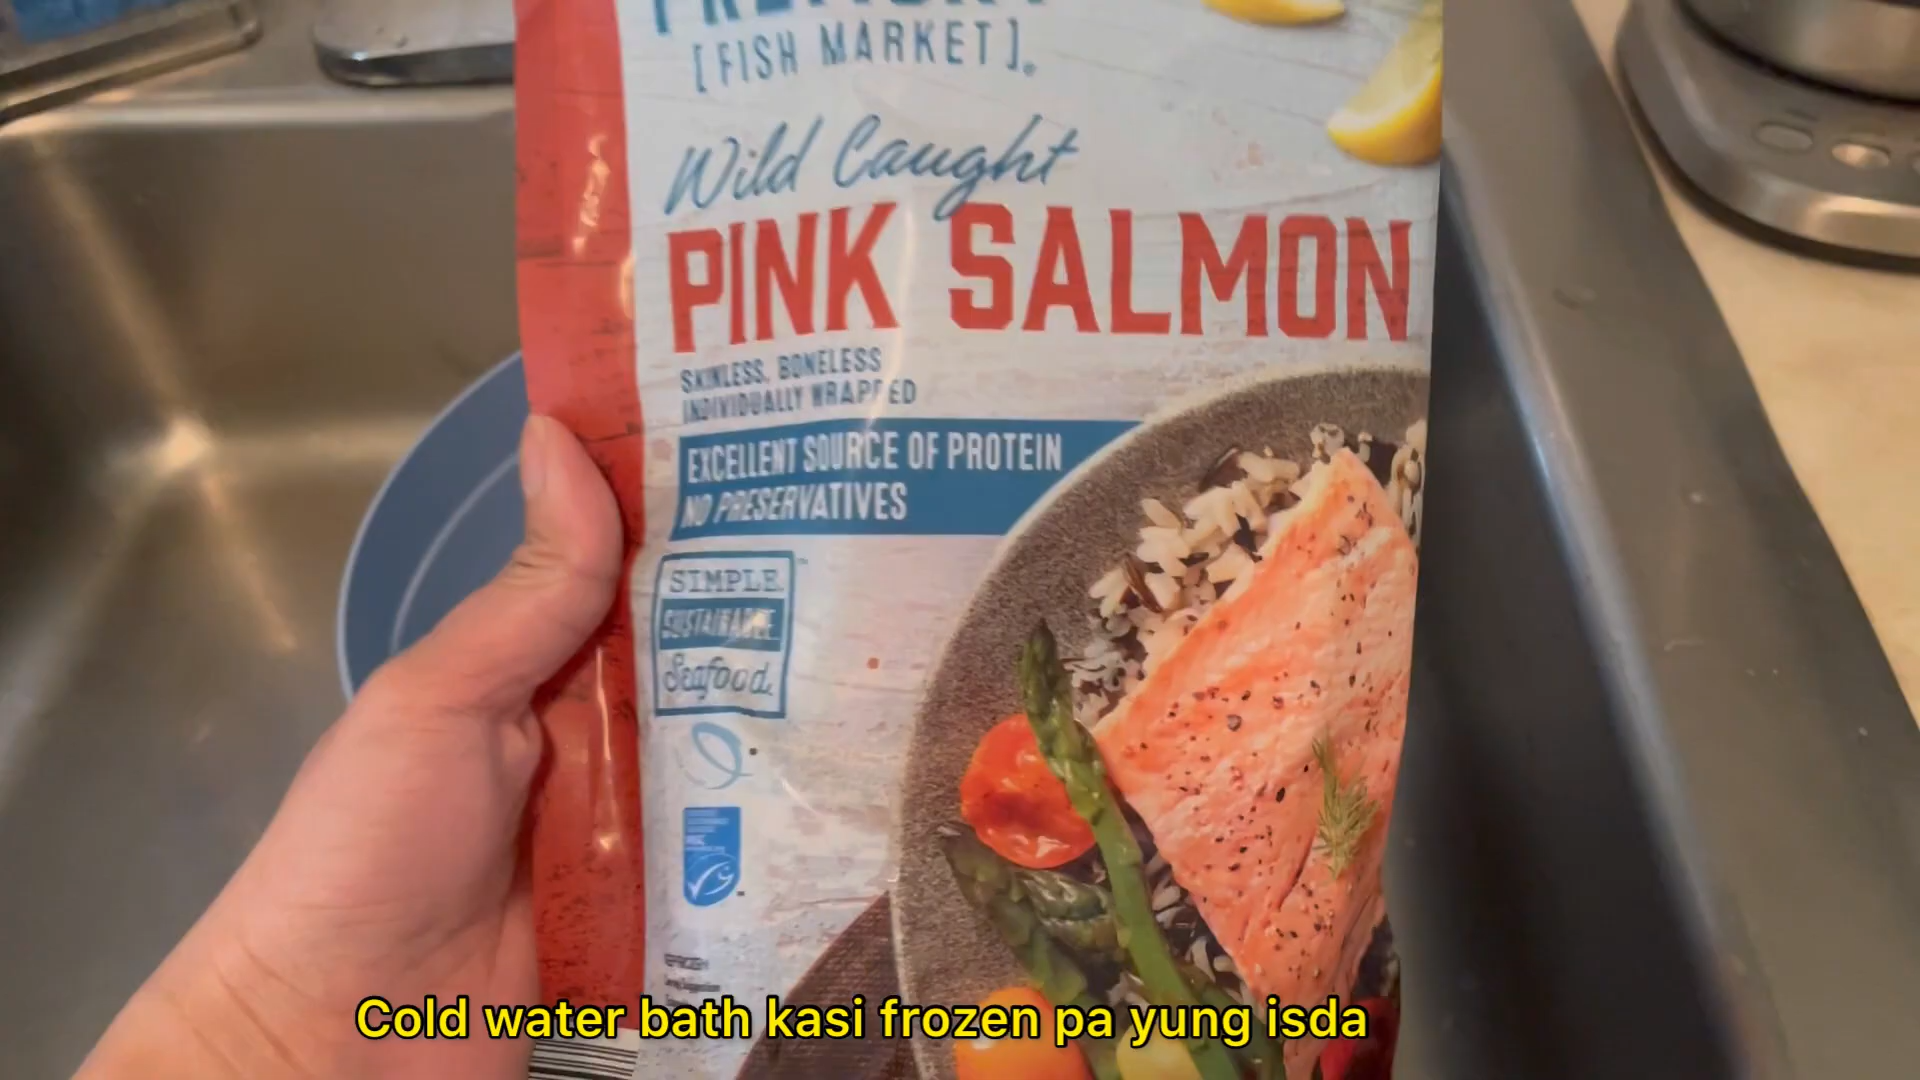 [FISH MARKET]®
Wild Caught
PINK SALMON
SKINLESS, BONELESS
INDIVIDUALLY WRAPPED
EXCELLENT SOURCE OF PROTEIN
NO PRESERVATIVES
SIMPLE.
SUSTAINABLE.
Seafood.
Cold water bath kasi frozen pa yung isda